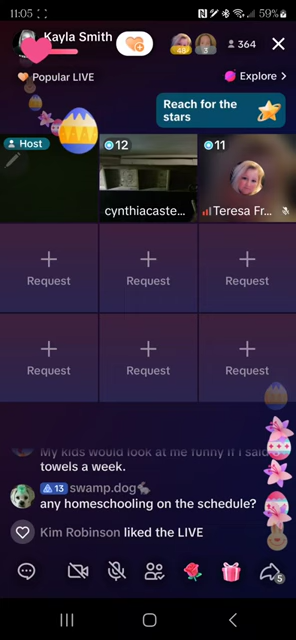 11:05
59%
Kayla Smith
40
3
364
Popular LIVE
Explore >
Reach for the
stars
Host
12
11
cynthiacaste...
Teresa Fr...
Request
Request
Request
Request
Request
Request
My kids would look at me funny if I said
towels a week.
13 swamp.dog
any homeschooling on the schedule?
Kim Robinson liked the LIVE
5